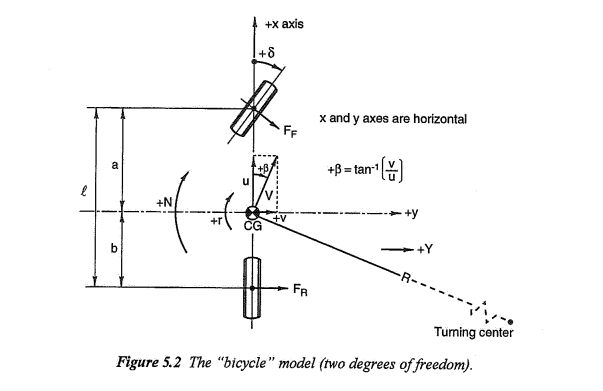 +x axis
+δ
F_F
x and y axes are horizontal
a
u
+β
V
+β = tan⁻¹ (v/u)
ℓ
+N
+r
+v
+y
CG
b
+Y
R
F_R
Turning center
Figure 5.2 The "bicycle" model (two degrees of freedom).